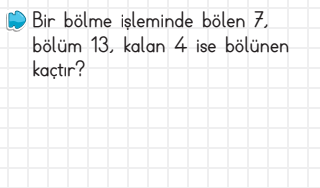 Bir bölme işleminde bölen 7,
bölüm 13, kalan 4 ise bölünen
kaçtır?